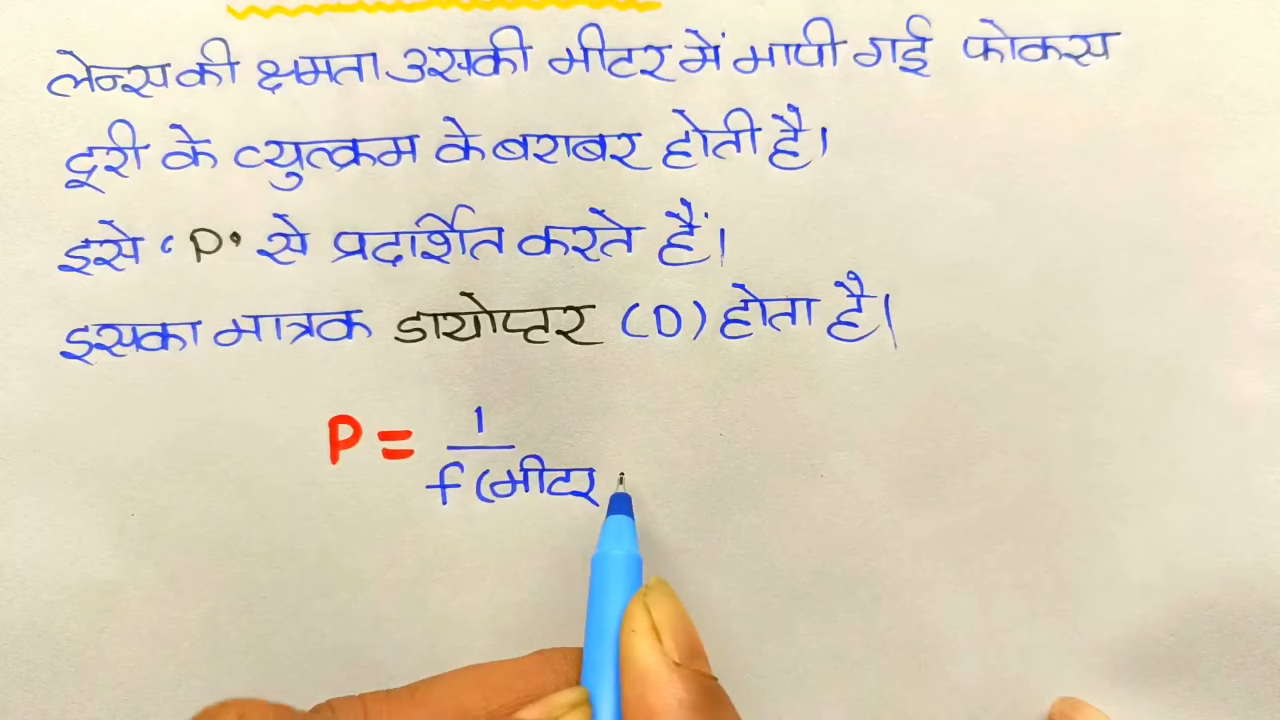 लेन्स की क्षमता उसकी मीटर में मापी गई फोकस
दूरी के व्युत्क्रम के बराबर होती है।
इसे 'P' से प्रदर्शित करते हैं।
इसका मात्रक डायोप्टर (D) होता है।
P = 1
f (मीटर